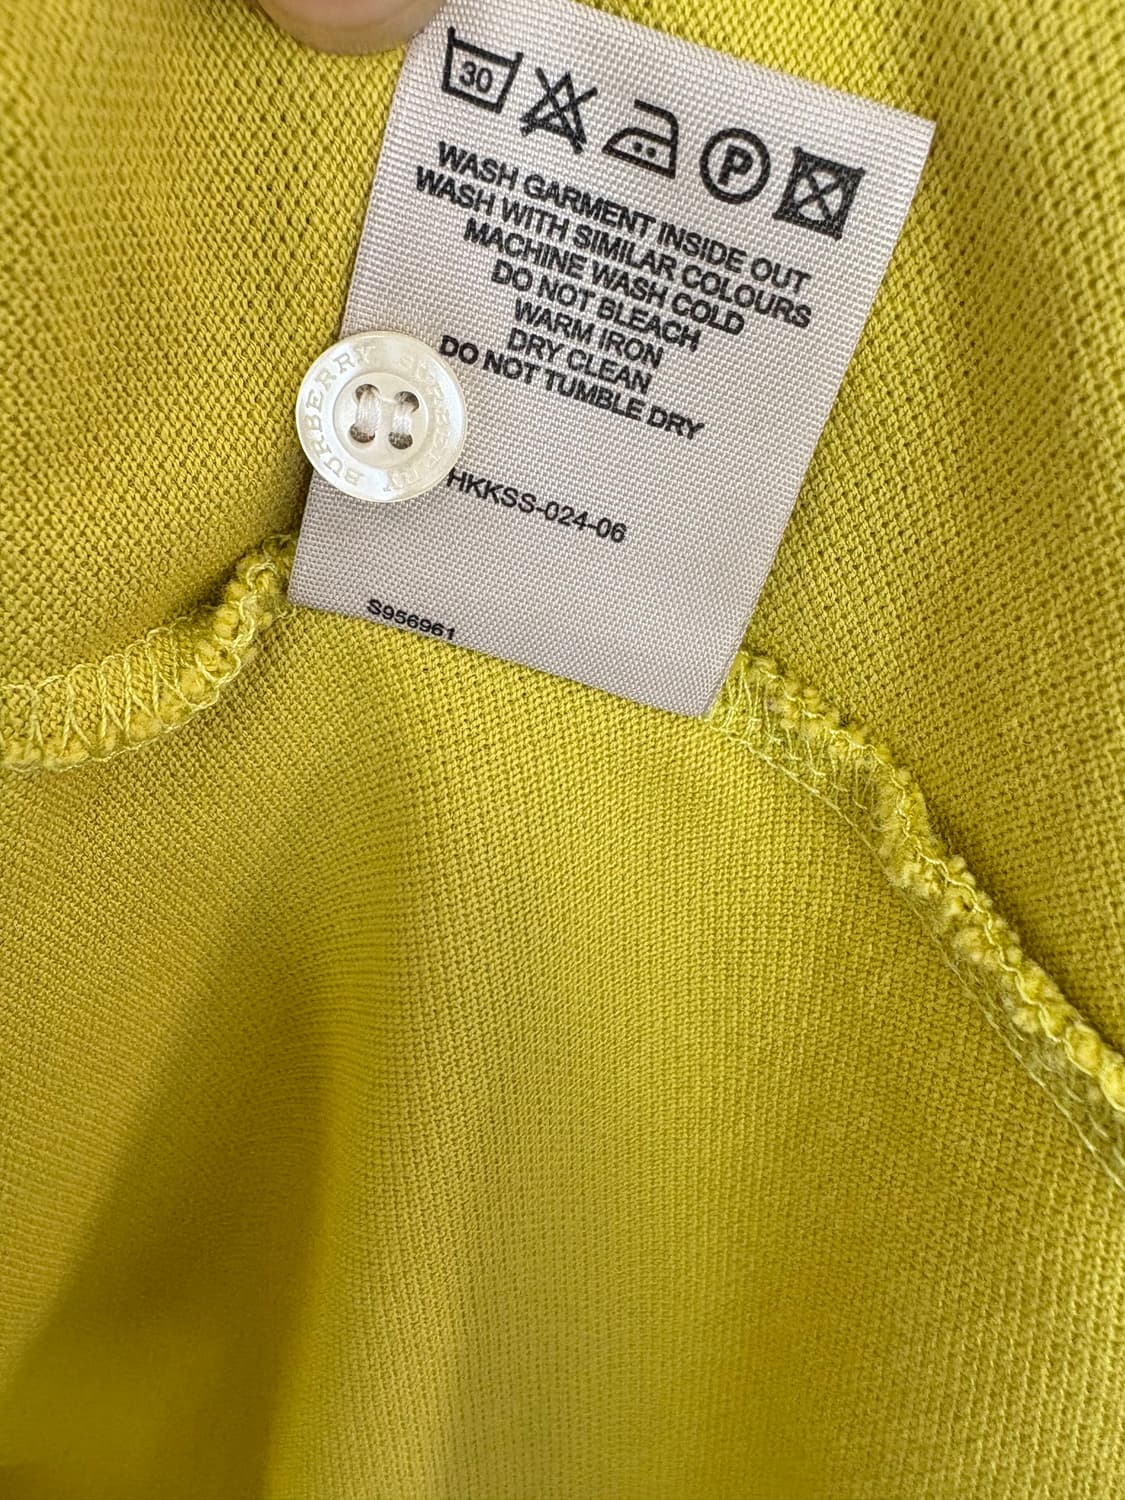 30
P
WASH GARMENT INSIDE OUT
WASH WITH SIMILAR COLOURS
MACHINE WASH COLD
DO NOT BLEACH
WARM IRON
DRY CLEAN
DO NOT TUMBLE DRY
BURBERRY BURBERRY
HKKSS-024-06
S956961